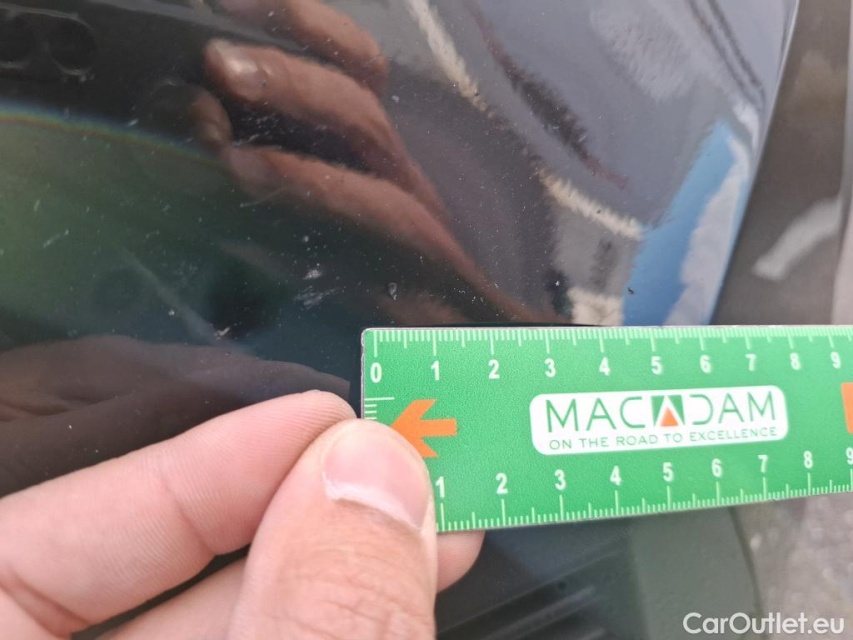 0 1 2 3 4 5 6 7 8 9
MACADAM
ON THE ROAD TO EXCELLENCE
1 2 3 4 5 6 7 8 9
CarOutlet.eu